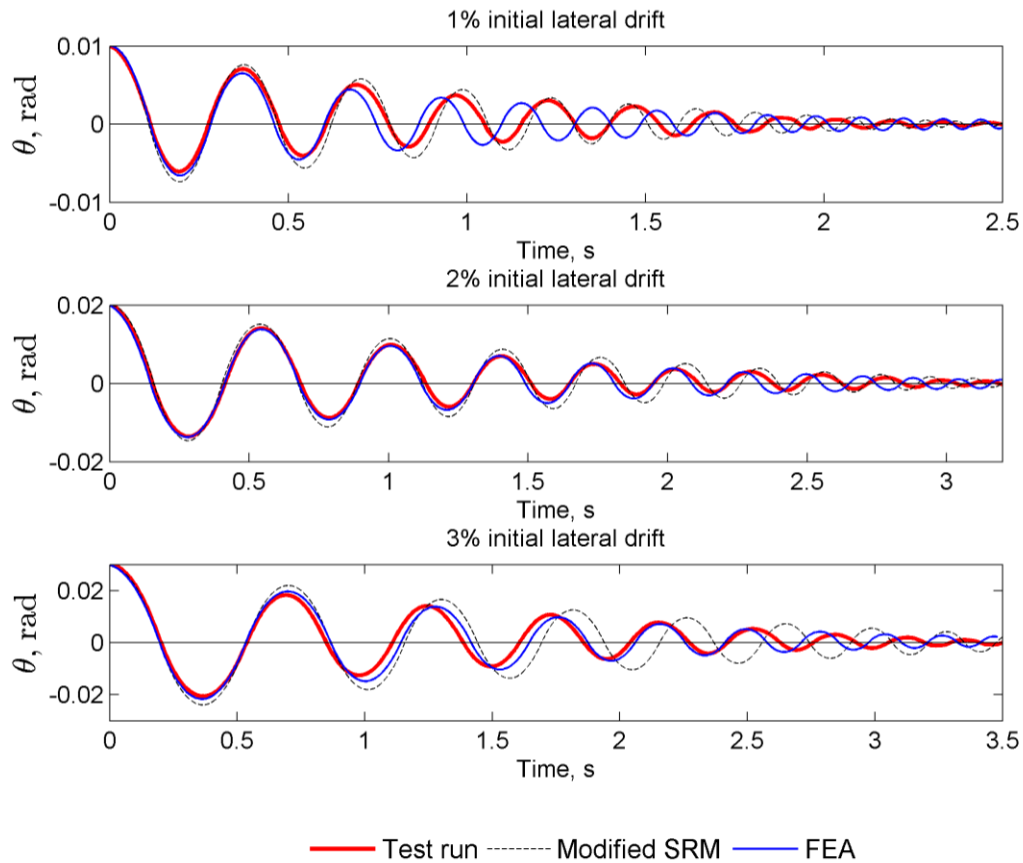 1% initial lateral drift
0.01
0
-0.01
θ, rad
0 0.5 1 1.5 2 2.5
Time, s
2% initial lateral drift
0.02
0
-0.02
θ, rad
0 0.5 1 1.5 2 2.5 3
Time, s
3% initial lateral drift
0.02
0
-0.02
θ, rad
0 0.5 1 1.5 2 2.5 3 3.5
Time, s
Test run Modified SRM FEA